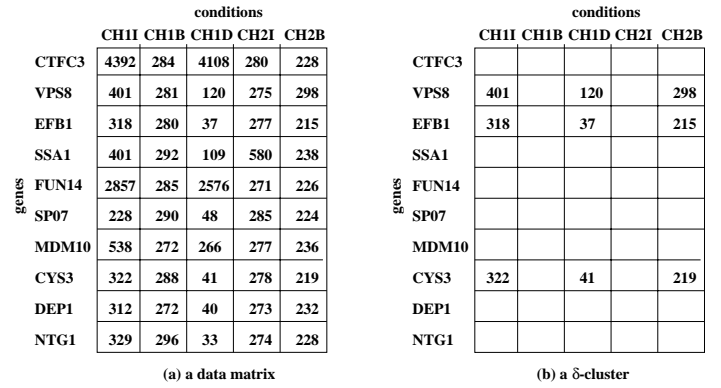 conditions
CH1I CH1B CH1D CH2I CH2B
CTFC3 4392 284 4108 280 228
VPS8 401 281 120 275 298
EFB1 318 280 37 277 215
SSA1 401 292 109 580 238
FUN14 2857 285 2576 271 226
SP07 228 290 48 285 224
MDM10 538 272 266 277 236
CYS3 322 288 41 278 219
DEP1 312 272 40 273 232
NTG1 329 296 33 274 228
genes
(a) a data matrix
conditions
CH1I CH1B CH1D CH2I CH2B
CTFC3
VPS8 401 120 298
EFB1 318 37 215
SSA1
FUN14
SP07
MDM10
CYS3 322 41 219
DEP1
NTG1
genes
(b) a δ-cluster